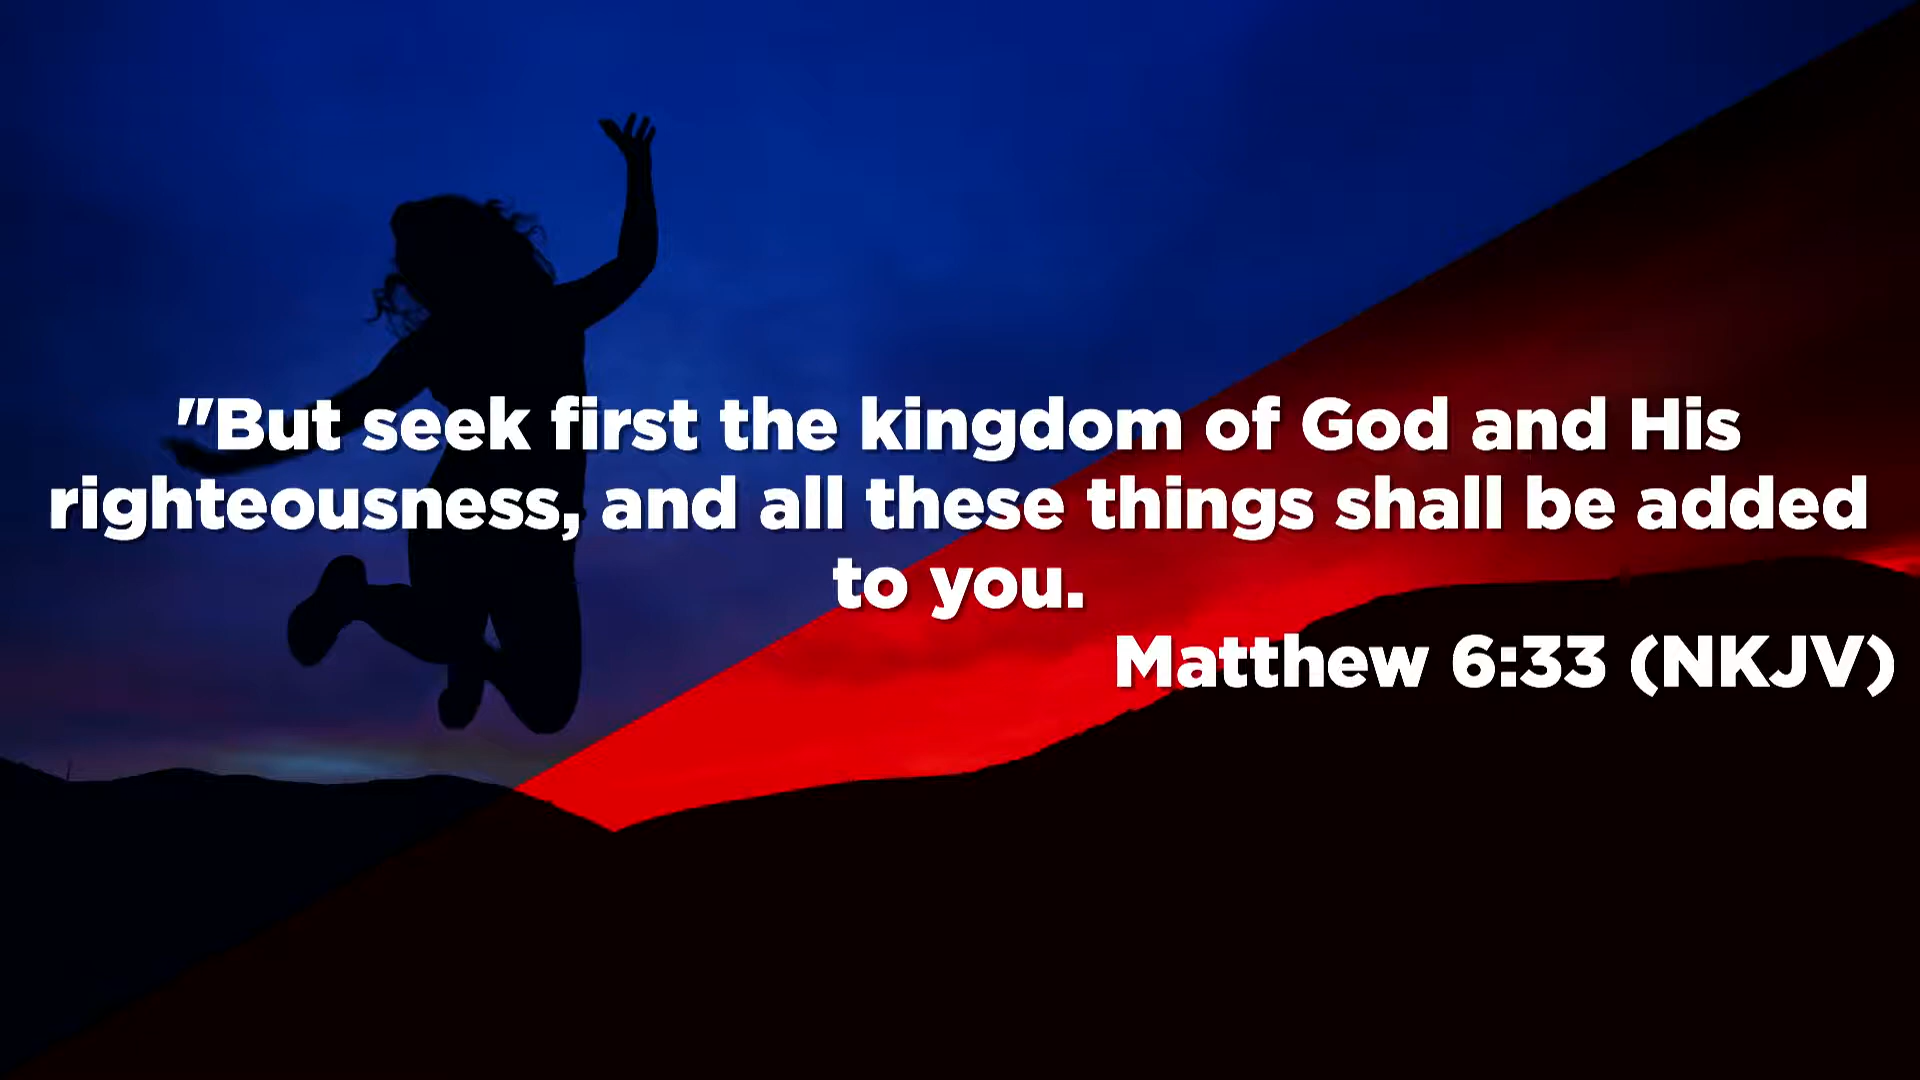 "But seek first the kingdom of God and His
righteousness, and all these things shall be added
to you.
Matthew 6:33 (NKJV)